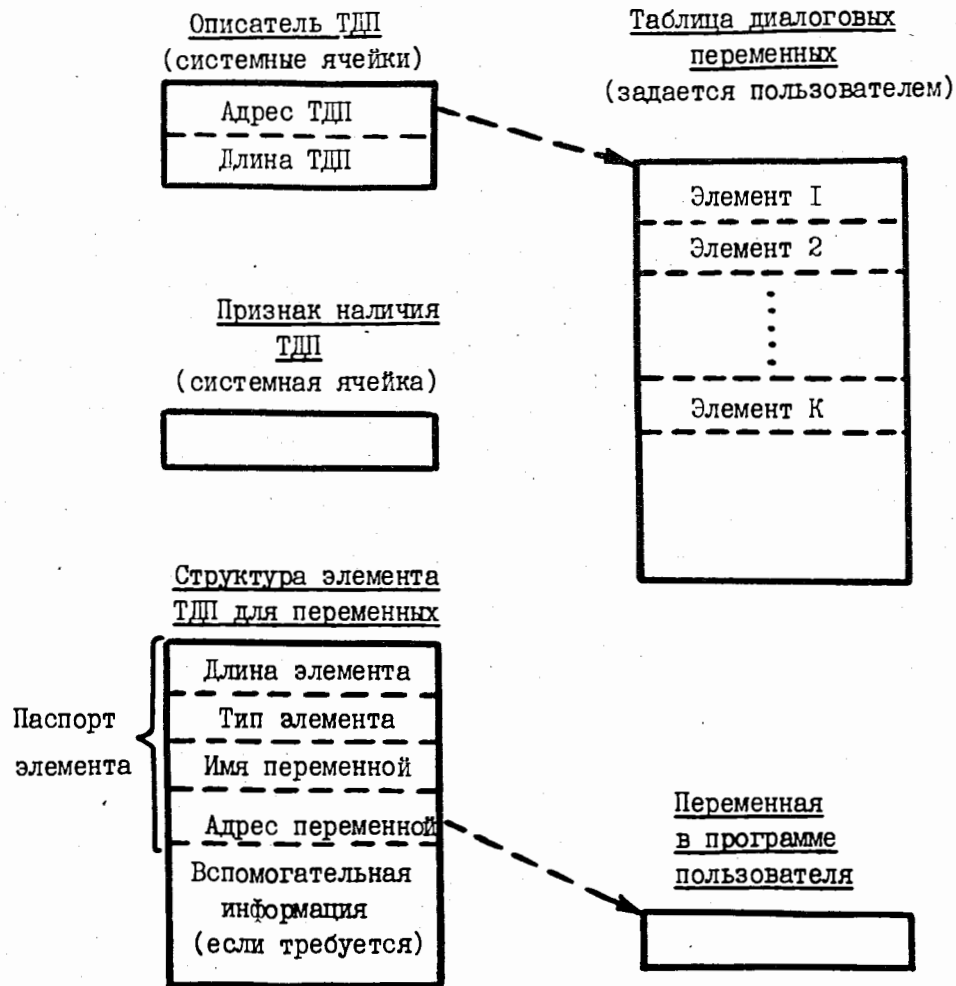 Описатель ТДП
(системные ячейки)
Адрес ТДП
Длина ТДП
Таблица диалоговых
переменных
(задается пользователем)
Элемент I
Элемент 2
Элемент К
Признак наличия
ТДП
(системная ячейка)
Структура элемента
ТДП для переменных
Паспорт
элемента
Длина элемента
Тип элемента
Имя переменной
Адрес переменной
Вспомогательная
информация
(если требуется)
Переменная
в программе
пользователя